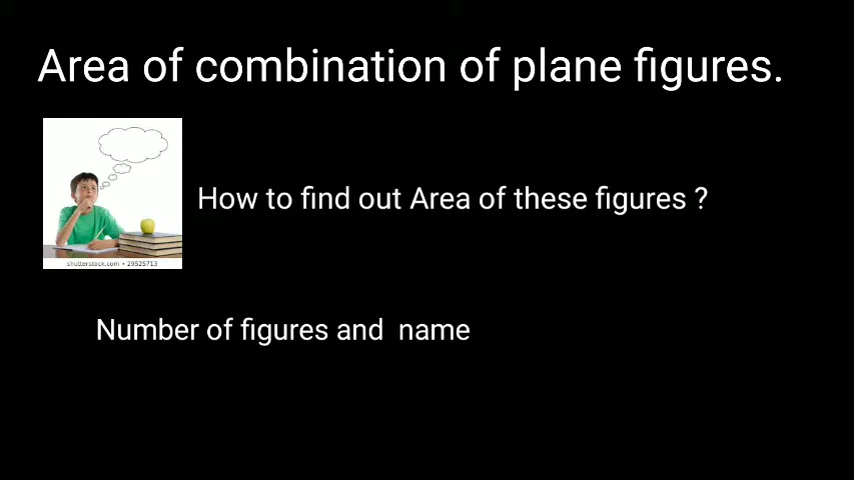 Area of combination of plane figures.
shutterstock.com • 29525713
How to find out Area of these figures ?
Number of figures and name